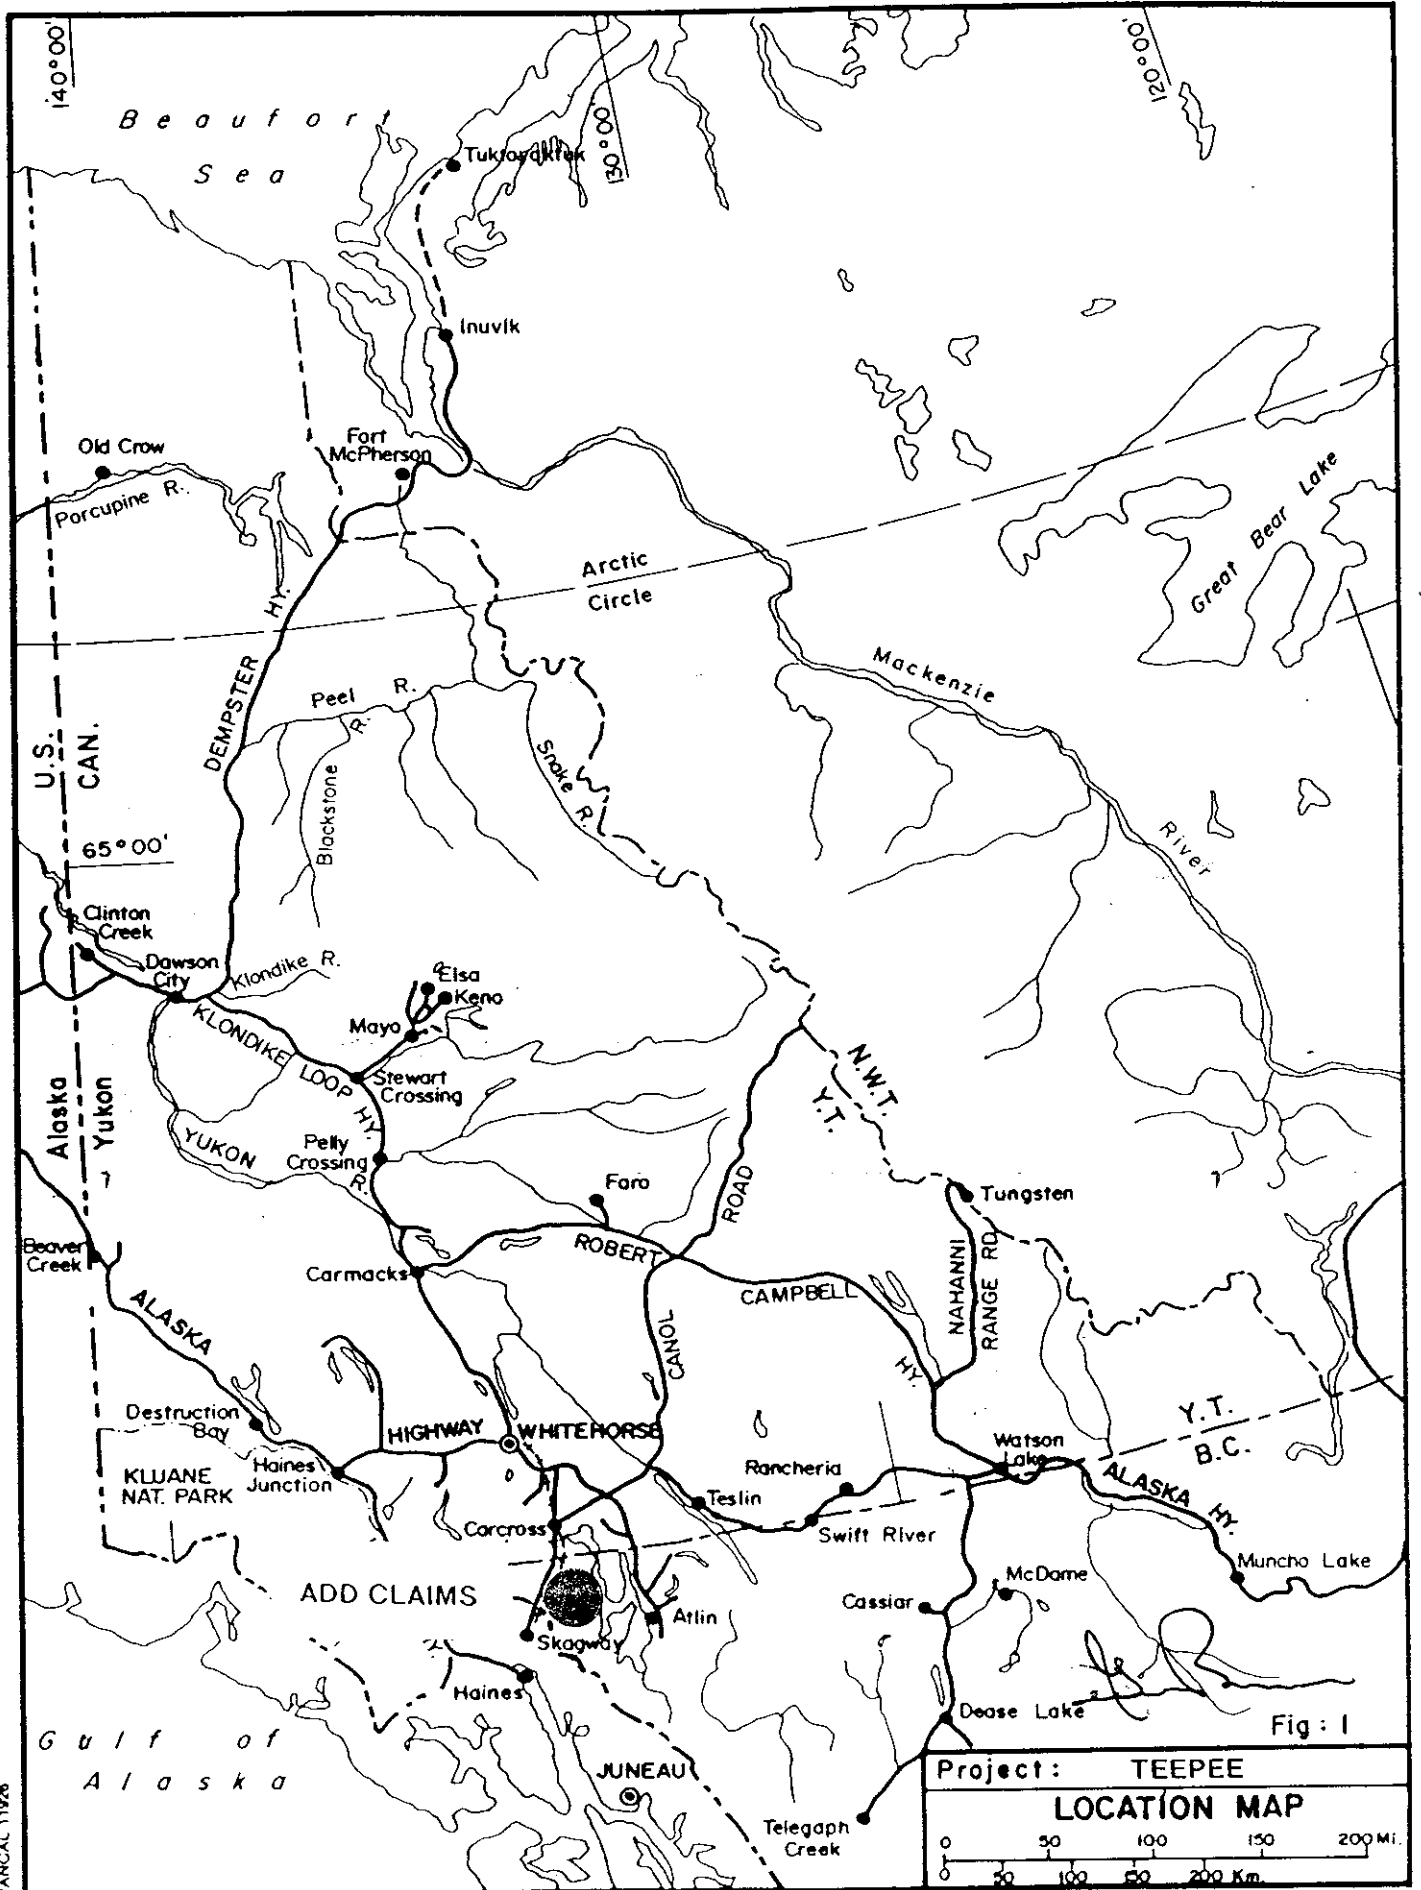 140°00'
130°00'
120°00'
Beaufort
Sea
Tuktoyaktuk
Inuvik
Old Crow
Porcupine R.
Fort
McPherson
Great Bear Lake
Arctic
Circle
DEMPSTER HY.
Mackenzie
River
Peel R.
Blackstone R.
Snake R.
U.S.
CAN.
65°00'
Clinton
Creek
Dawson
City
Klondike R.
Elsa
Keno
Mayo
KLONDIKE LOOP HY.
Stewart
Crossing
N.W.T.
Y.T.
Alaska
Yukon
YUKON R.
Pelly
Crossing
Faro
ROAD
Tungsten
Beaver
Creek
Carmacks
ROBERT
CAMPBELL
HY.
NAHANNI
RANGE RD.
CANOL
ALASKA
Destruction
Bay
HIGHWAY
WHITEHORSE
Y.T.
B.C.
KLUANE
NAT. PARK
Haines
Junction
Rancheria
Watson
Lake
ALASKA HY.
Teslin
Swift River
Carcross
Muncho Lake
ADD CLAIMS
McDame
Cassiar
Atlin
Skagway
Haines
Dease Lake
Gulf of
Alaska
JUNEAU
Telegaph
Creek
Fig: 1
Project: TEEPEE
LOCATION MAP
0 50 100 150 200 Mi.
0 50 100 150 200 Km.